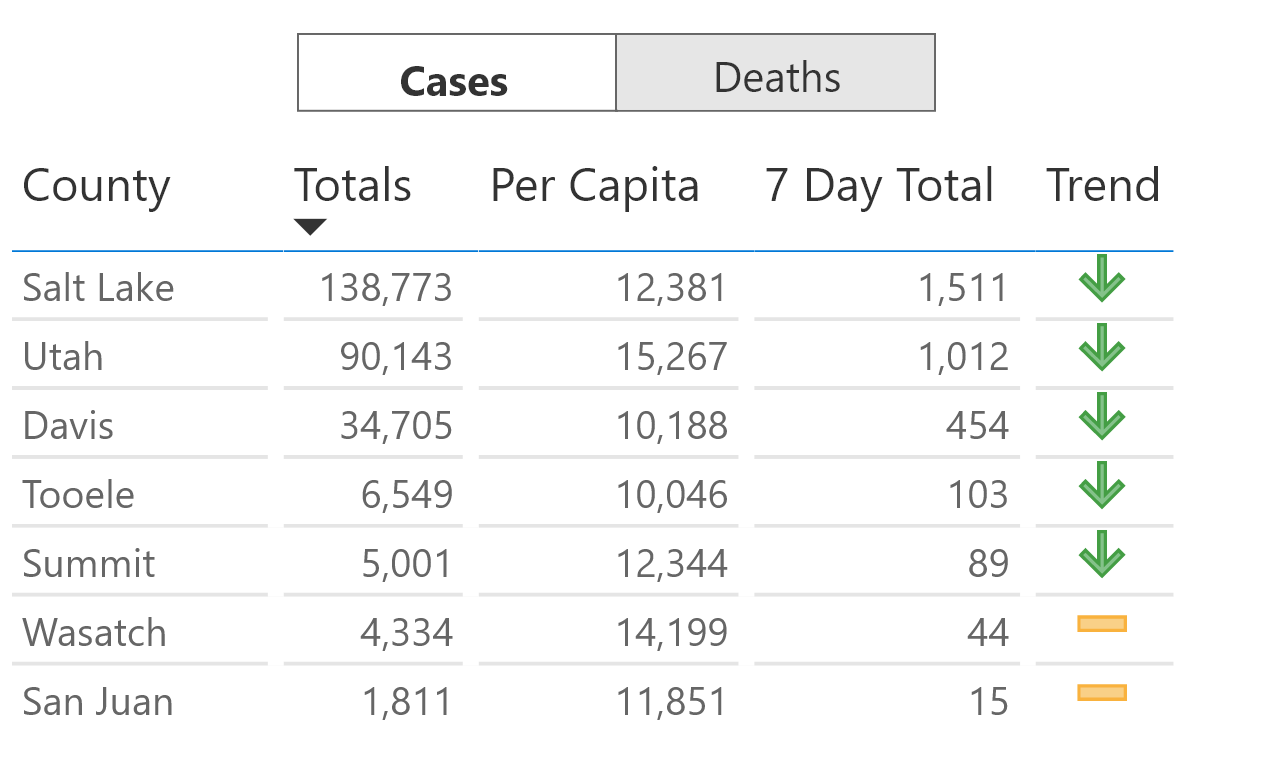 Cases Deaths
County Totals Per Capita 7 Day Total Trend
Salt Lake 138,773 12,381 1,511
Utah 90,143 15,267 1,012
Davis 34,705 10,188 454
Tooele 6,549 10,046 103
Summit 5,001 12,344 89
Wasatch 4,334 14,199 44
San Juan 1,811 11,851 15